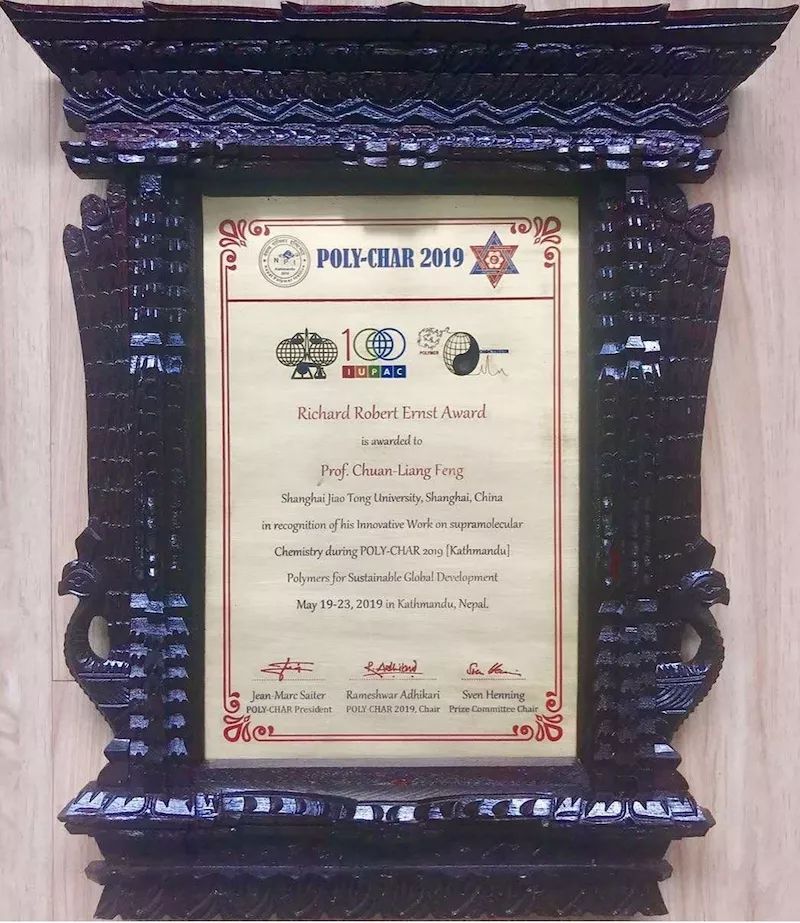 POLY-CHAR 2019
N P I
Kathmandu
100
IUPAC
POLYMER
Richard Robert Ernst Award
is awarded to
Prof. Chuan-Liang Feng
Shanghai Jiao Tong University, Shanghai, China
in recognition of his Innovative Work on supramolecular
Chemistry during POLY-CHAR 2019 [Kathmandu]
Polymers for Sustainable Global Development
May 19-23, 2019 in Kathmandu, Nepal.
Jean-Marc Saiter Rameshwar Adhikari Sven Henning
POLY-CHAR President POLY-CHAR 2019, Chair Prize Committee Chair